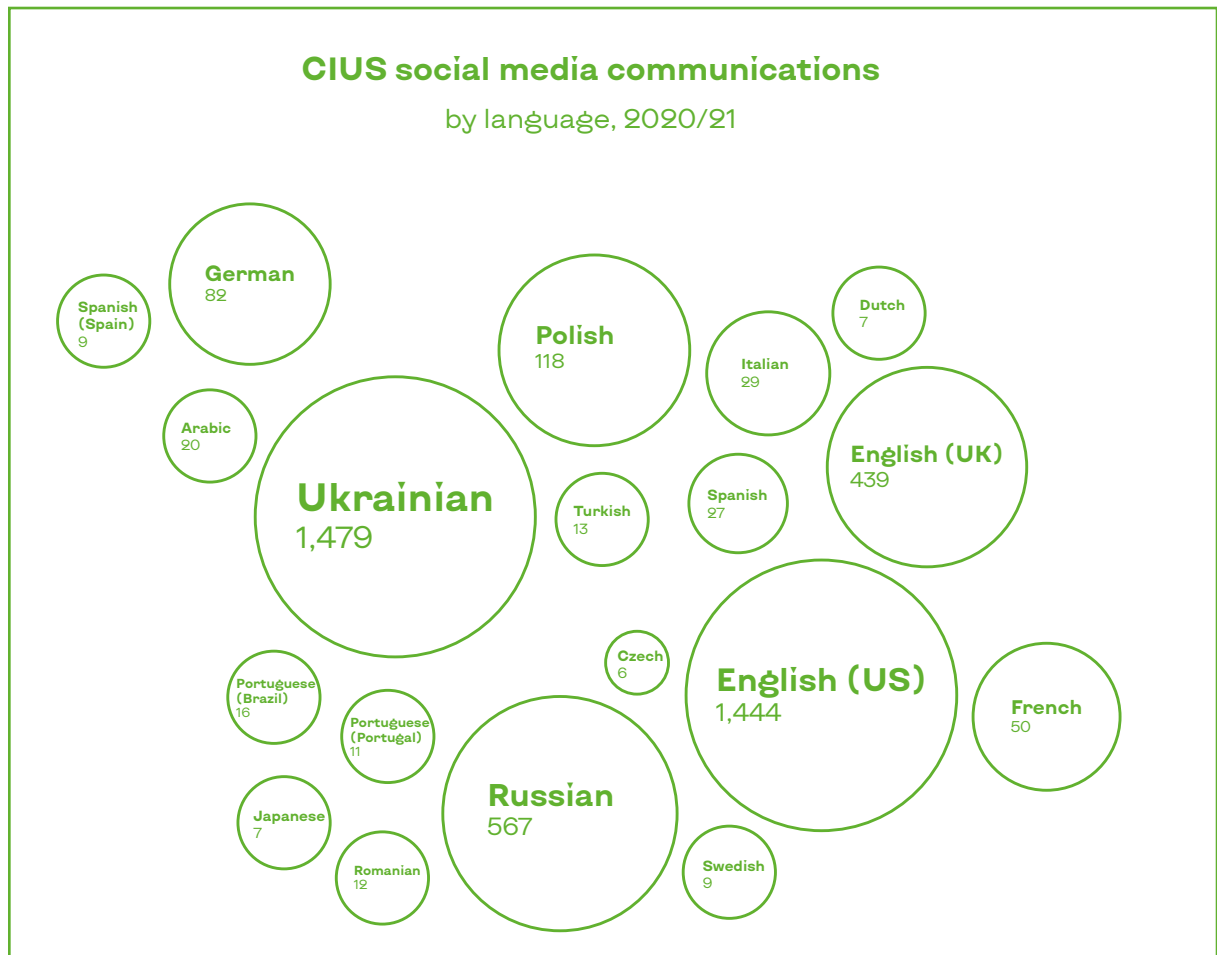 CIUS social media communications
by language, 2020/21
German
82
Spanish
(Spain)
9
Dutch
7
Polish
118
Italian
29
Arabic
20
English (UK)
439
Ukrainian
1,479
Spanish
27
Turkish
13
Czech
6
English (US)
1,444
Portuguese
(Brazil)
16
French
50
Portuguese
(Portugal)
11
Russian
567
Japanese
7
Swedish
9
Romanian
12